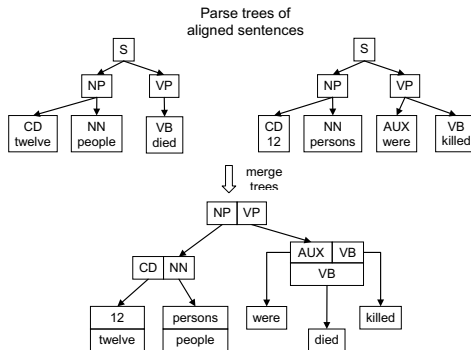 Parse trees of
aligned sentences
S
S
NP VP
NP VP
CD
twelve
NN
people
VB
died
CD
12
NN
persons
AUX
were
VB
killed
merge
trees
NP VP
CD NN
AUX VB
VB
12
twelve
persons
people
were
died
killed